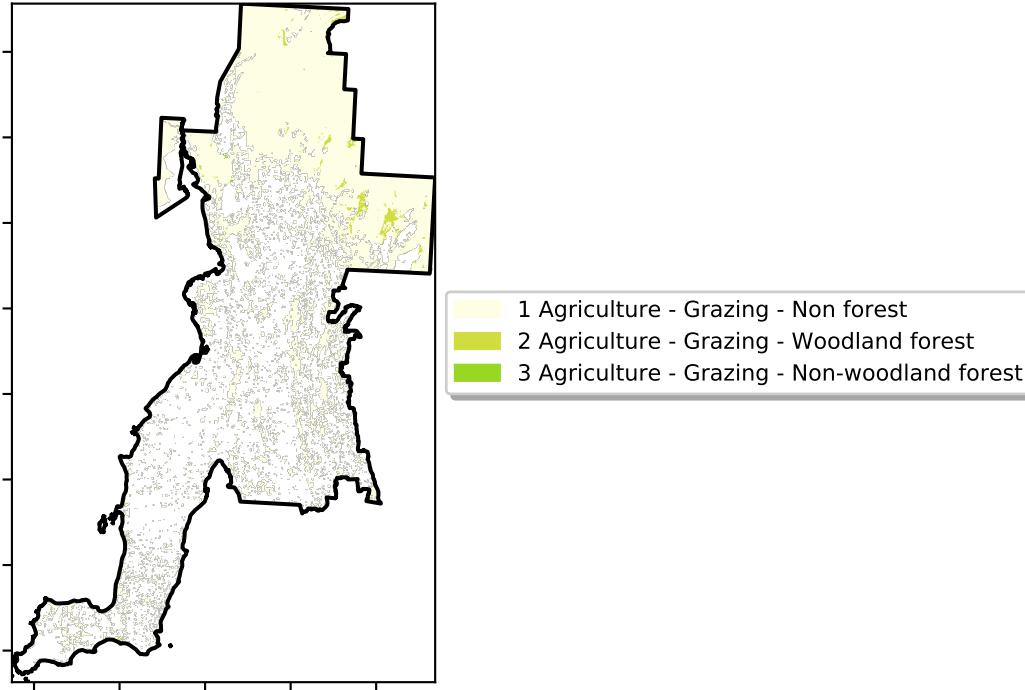 1 Agriculture - Grazing - Non forest
2 Agriculture - Grazing - Woodland forest
3 Agriculture - Grazing - Non-woodland forest